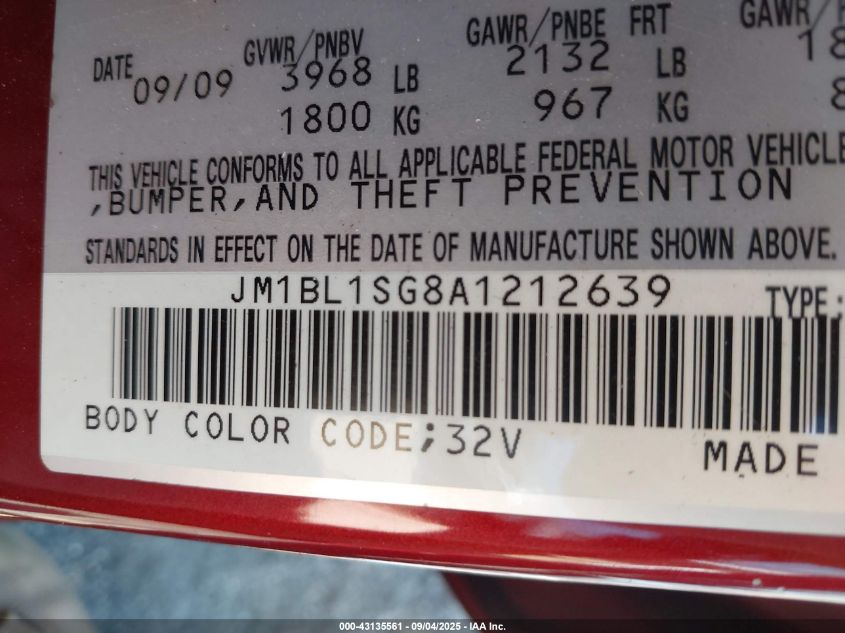 DATE 09/09 GVWR/PNBV 3968 LB 1800 KG GAWR/PNBE FRT 2132 LB 967 KG GAWR/
THIS VEHICLE CONFORMS TO ALL APPLICABLE FEDERAL MOTOR VEHICLE
,BUMPER,AND THEFT PREVENTION
STANDARDS IN EFFECT ON THE DATE OF MANUFACTURE SHOWN ABOVE.
JM1BL1SG8A1212639 TYPE:
BODY COLOR CODE;32V MADE
000-43135561 - 09/04/2025 - IAA Inc.